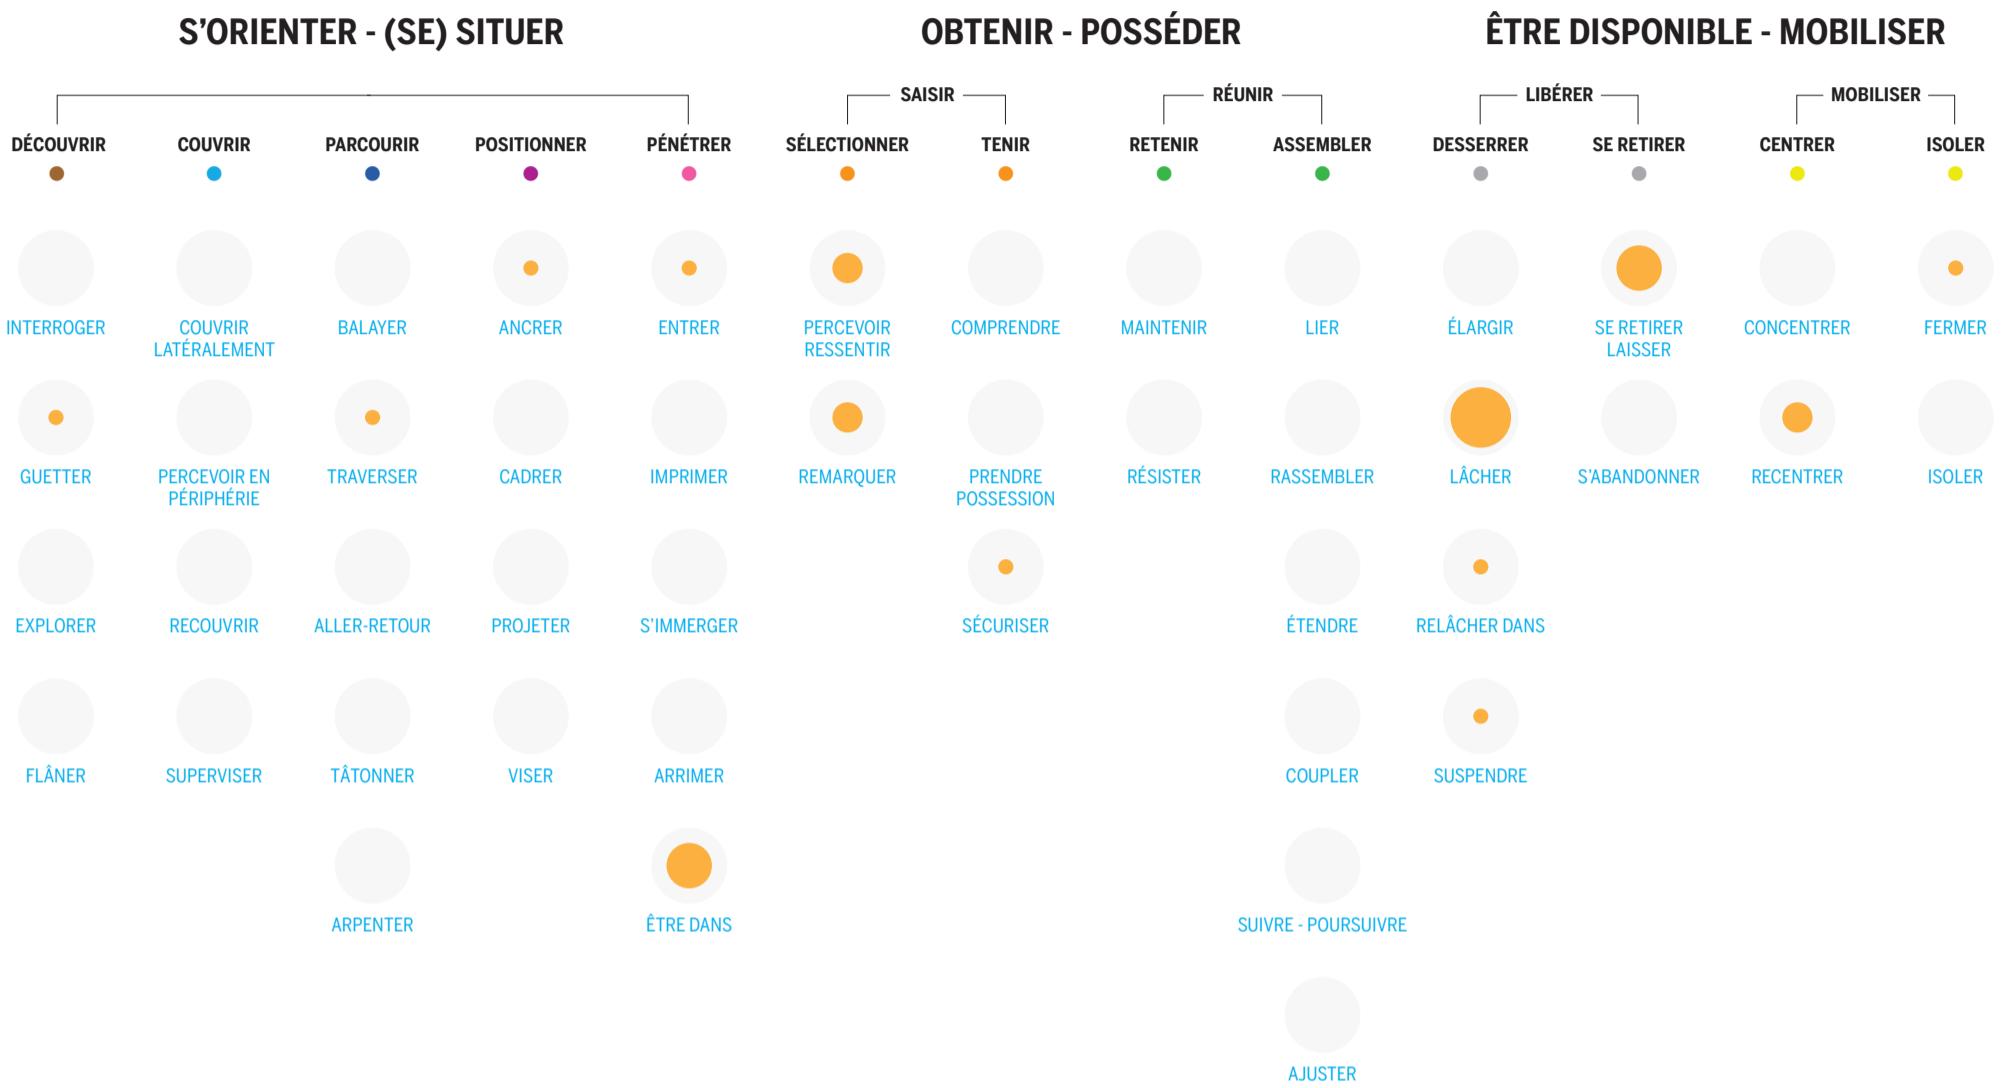 S’ORIENTER - (SE) SITUER
OBTENIR - POSSÉDER
ÊTRE DISPONIBLE - MOBILISER
SAISIR
RÉUNIR
LIBÉRER
MOBILISER
DÉCOUVRIR
COUVRIR
PARCOURIR
POSITIONNER
PÉNÉTRER
SÉLECTIONNER
TENIR
RETENIR
ASSEMBLER
DESSERRER
SE RETIRER
CENTRER
ISOLER
INTERROGER
COUVRIR
LATÉRALEMENT
BALAYER
ANCRER
ENTRER
PERCEVOIR
RESSENTIR
COMPRENDRE
MAINTENIR
LIER
ÉLARGIR
SE RETIRER
LAISSER
CONCENTRER
FERMER
GUETTER
PERCEVOIR EN
PÉRIPHÉRIE
TRAVERSER
CADRER
IMPRIMER
REMARQUER
PRENDRE
POSSESSION
RÉSISTER
RASSEMBLER
LÂCHER
S’ABANDONNER
RECENTRER
ISOLER
EXPLORER
RECOUVRIR
ALLER-RETOUR
PROJETER
S’IMMERGER
SÉCURISER
ÉTENDRE
RELÂCHER DANS
FLÂNER
SUPERVISER
TÂTONNER
VISER
ARRIMER
COUPLER
SUSPENDRE
ARPENTER
ÊTRE DANS
SUIVRE - POURSUIVRE
AJUSTER